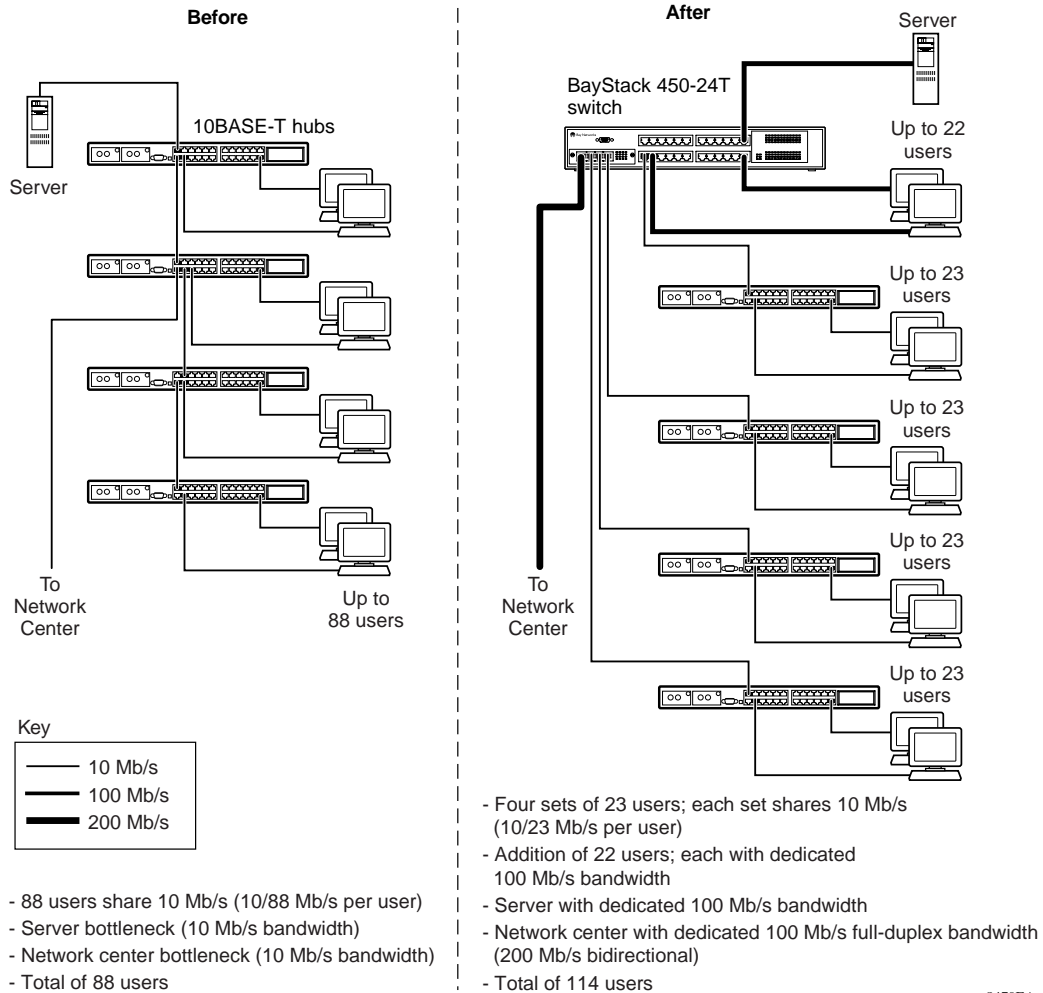 Before
Server
10BASE-T hubs
To
Network
Center
Up to
88 users
Key
10 Mb/s
100 Mb/s
200 Mb/s
- 88 users share 10 Mb/s (10/88 Mb/s per user)
- Server bottleneck (10 Mb/s bandwidth)
- Network center bottleneck (10 Mb/s bandwidth)
- Total of 88 users
After
Server
BayStack 450-24T
switch
Bay Networks
Up to 22
users
Up to 23
users
Up to 23
users
Up to 23
users
To
Network
Center
Up to 23
users
- Four sets of 23 users; each set shares 10 Mb/s
(10/23 Mb/s per user)
- Addition of 22 users; each with dedicated
100 Mb/s bandwidth
- Server with dedicated 100 Mb/s bandwidth
- Network center with dedicated 100 Mb/s full-duplex bandwidth
(200 Mb/s bidirectional)
- Total of 114 users